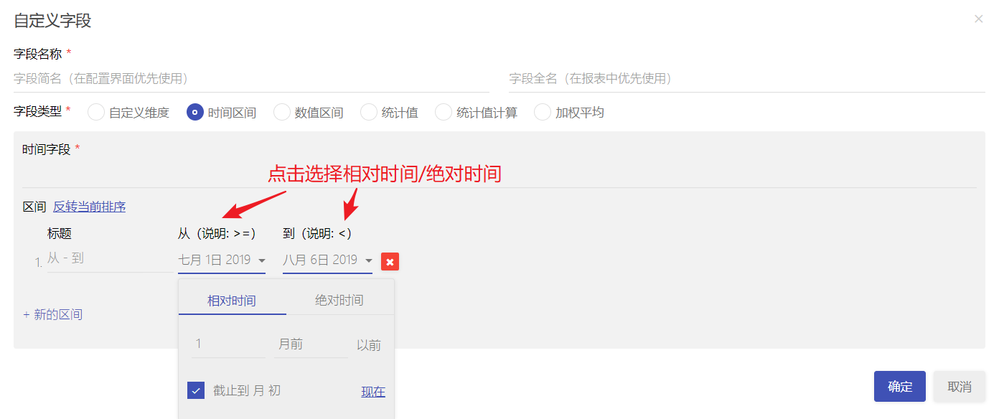 自定义字段
字段名称 *
字段简名（在配置界面优先使用） 字段全名（在报表中优先使用）
字段类型 * 自定义维度 时间区间 数值区间 统计值 统计值计算 加权平均
时间字段 *
点击选择相对时间/绝对时间
区间 反转当前排序
标题 从（说明: >=） 到（说明: <）
1. 从 - 到 七月 1日 2019 八月 6日 2019
相对时间 绝对时间
+ 新的区间
1 月前 以前
截止到 月 初 现在
确定 取消